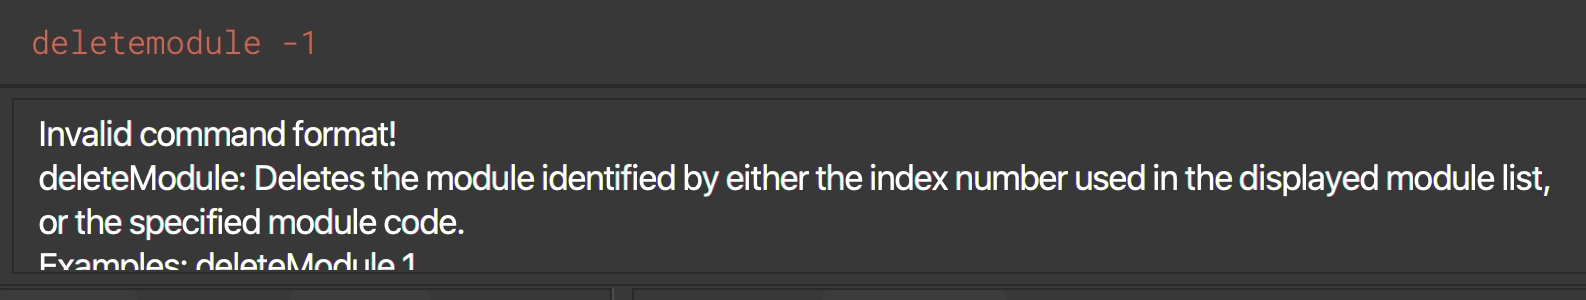 deletemodule -1
Invalid command format!
deleteModule: Deletes the module identified by either the index number used in the displayed module list,
or the specified module code.
Examples: deleteModule 1